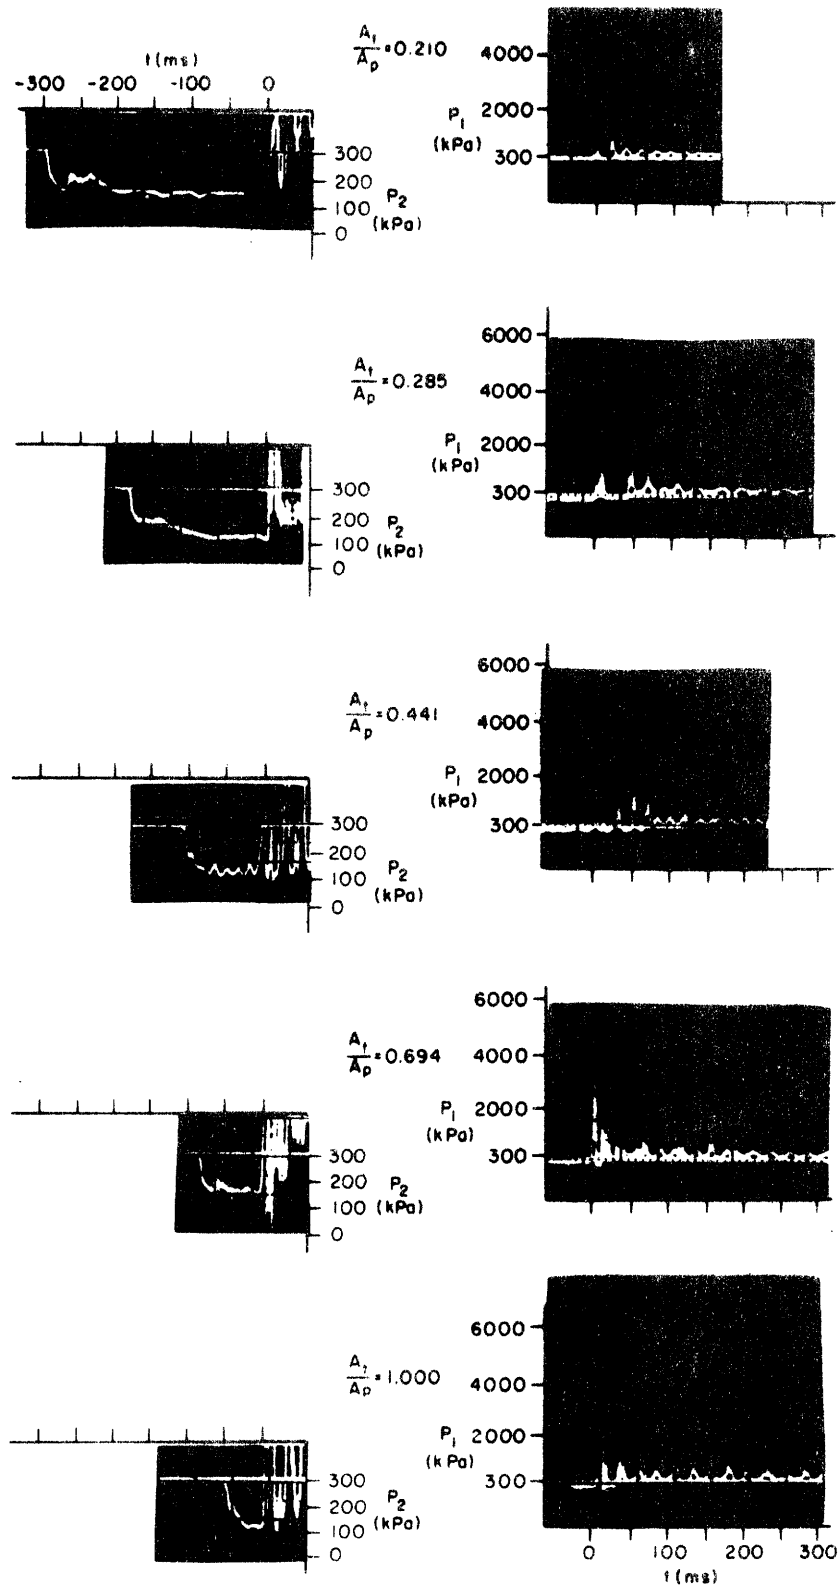 t(ms)
-300 -200 -100 0
300
200
100
0
P2
(kPa)
At/Ap = 0.210
4000
2000
300
P1
(kPa)
At/Ap = 0.285
300
200
100
0
P2
(kPa)
6000
4000
2000
300
P1
(kPa)
At/Ap = 0.441
300
200
100
0
P2
(kPa)
6000
4000
2000
300
P1
(kPa)
At/Ap = 0.694
300
200
100
0
P2
(kPa)
6000
4000
2000
300
P1
(kPa)
At/Ap = 1.000
300
200
100
0
P2
(kPa)
6000
4000
2000
300
P1
(kPa)
0 100 200 300
t(ms)